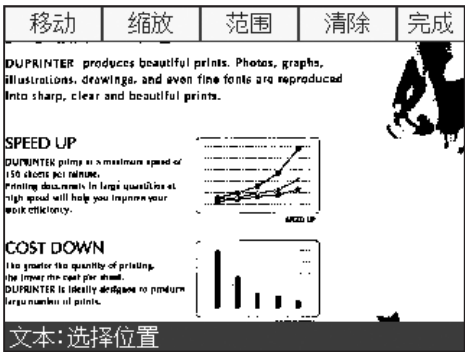 移动 缩放 范围 清除 完成
DUPRINTER produces beautiful prints. Photos, graphs,
illustrations, drawings, and even fine fonts are reproduced
into sharp, clear and beautiful prints.
SPEED UP
DUPRINTER prints at a maximum speed of
150 sheets per minute.
Printing documents in large quantities at
high speed will help you improve your
work efficiency.
SPEED UP
COST DOWN
The greater the quantity of printing,
the lower the cost per sheet.
DUPRINTER is ideally designed to produce
large number of prints.
文本:选择位置